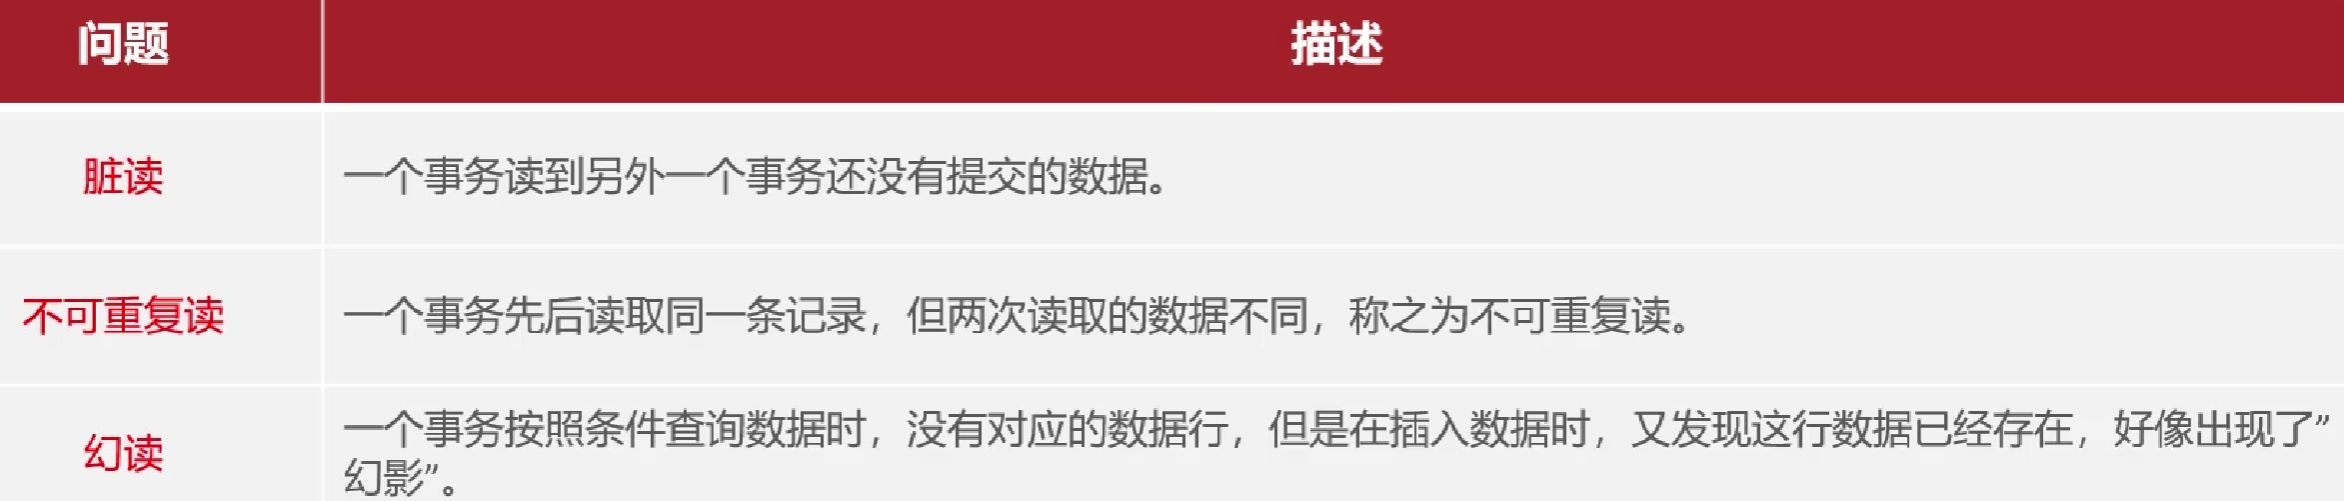 问题 描述
脏读 一个事务读到另外一个事务还没有提交的数据。
不可重复读 一个事务先后读取同一条记录，但两次读取的数据不同，称之为不可重复读。
幻读 一个事务按照条件查询数据时，没有对应的数据行，但是在插入数据时，又发现这行数据已经存在，好像出现了”
幻影”。